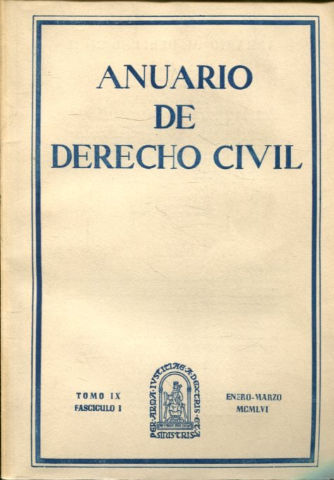 ANUARIO
DE
DERECHO CIVIL
TOMO IX
FASCICULO I
ENERO-MARZO
MCMLVI